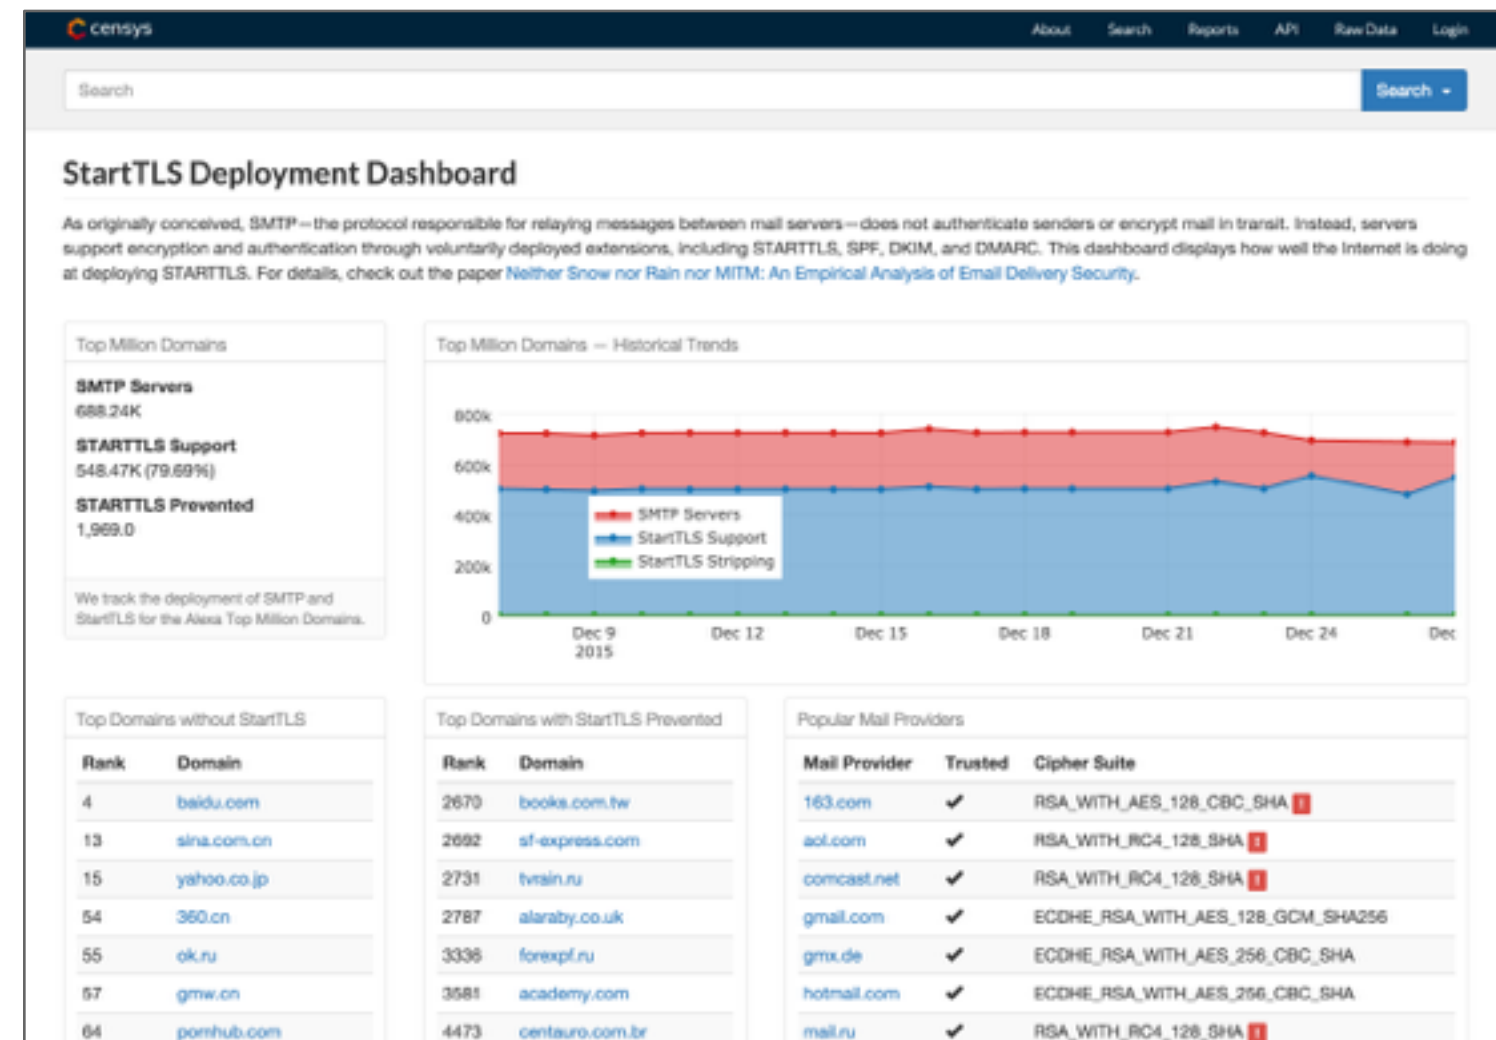 censys
About Search Reports API Raw Data Login
Search
Search
StartTLS Deployment Dashboard
As originally conceived, SMTP—the protocol responsible for relaying messages between mail servers—does not authenticate senders or encrypt mail in transit. Instead, servers
support encryption and authentication through voluntarily deployed extensions, including STARTTLS, SPF, DKIM, and DMARC. This dashboard displays how well the Internet is doing
at deploying STARTTLS. For details, check out the paper Neither Snow nor Rain nor MITM: An Empirical Analysis of Email Delivery Security.
Top Million Domains
SMTP Servers
688.24K
STARTTLS Support
548.47K (79.69%)
STARTTLS Prevented
1,969.0
We track the deployment of SMTP and
StartTLS for the Alexa Top Million Domains.
Top Million Domains — Historical Trends
800k
600k
400k
200k
0
SMTP Servers
StartTLS Support
StartTLS Stripping
Dec 9 Dec 12 Dec 15 Dec 18 Dec 21 Dec 24 Dec
2015
Top Domains without StartTLS
Rank Domain
4 baidu.com
13 sina.com.cn
15 yahoo.co.jp
54 360.cn
55 ok.ru
57 gmw.cn
64 pornhub.com
Top Domains with StartTLS Prevented
Rank Domain
2670 books.com.tw
2692 sf-express.com
2731 tvrain.ru
2787 alaraby.co.uk
3336 forexpf.ru
3581 academy.com
4473 centauro.com.br
Popular Mail Providers
Mail Provider Trusted Cipher Suite
163.com ✔ RSA_WITH_AES_128_CBC_SHA !
aol.com ✔ RSA_WITH_RC4_128_SHA !
comcast.net ✔ RSA_WITH_RC4_128_SHA !
gmail.com ✔ ECDHE_RSA_WITH_AES_128_GCM_SHA256
gmx.de ✔ ECDHE_RSA_WITH_AES_256_CBC_SHA
hotmail.com ✔ ECDHE_RSA_WITH_AES_256_CBC_SHA
mail.ru ✔ RSA_WITH_RC4_128_SHA !